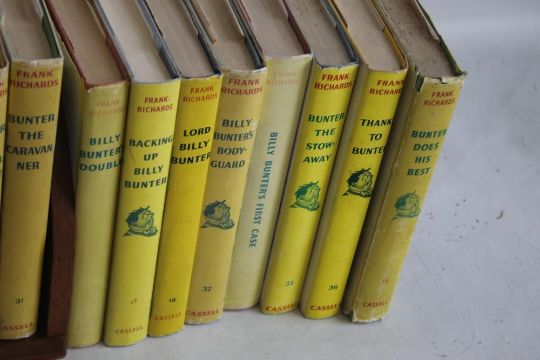 FRANK
RICHARDS
BUNTER
THE
CARAVAN
NER
31
CASSELL
FRANK
RICHARDS
BILLY
BUNTER'S
DOUBLE
FRANK
RICHARDS
BACKING
UP
BILLY
BUNTER
17
CASSELL
FRANK
RICHARDS
LORD
BILLY
BUNTER
18
CASSELL
FRANK
RICHARDS
BILLY
BUNTER'S
BODY-
GUARD
32
CASSELL
FRANK
RICHARDS
BILLY BUNTER'S FIRST CASE
FRANK
RICHARDS
BUNTER
THE
STOW-
AWAY
35
CASSELL
FRANK
RICHARDS
THANKS
TO
BUNTER
36
CASSELL
FRANK
RICHARDS
BUNTER
DOES
HIS
BEST
15
CASSELL